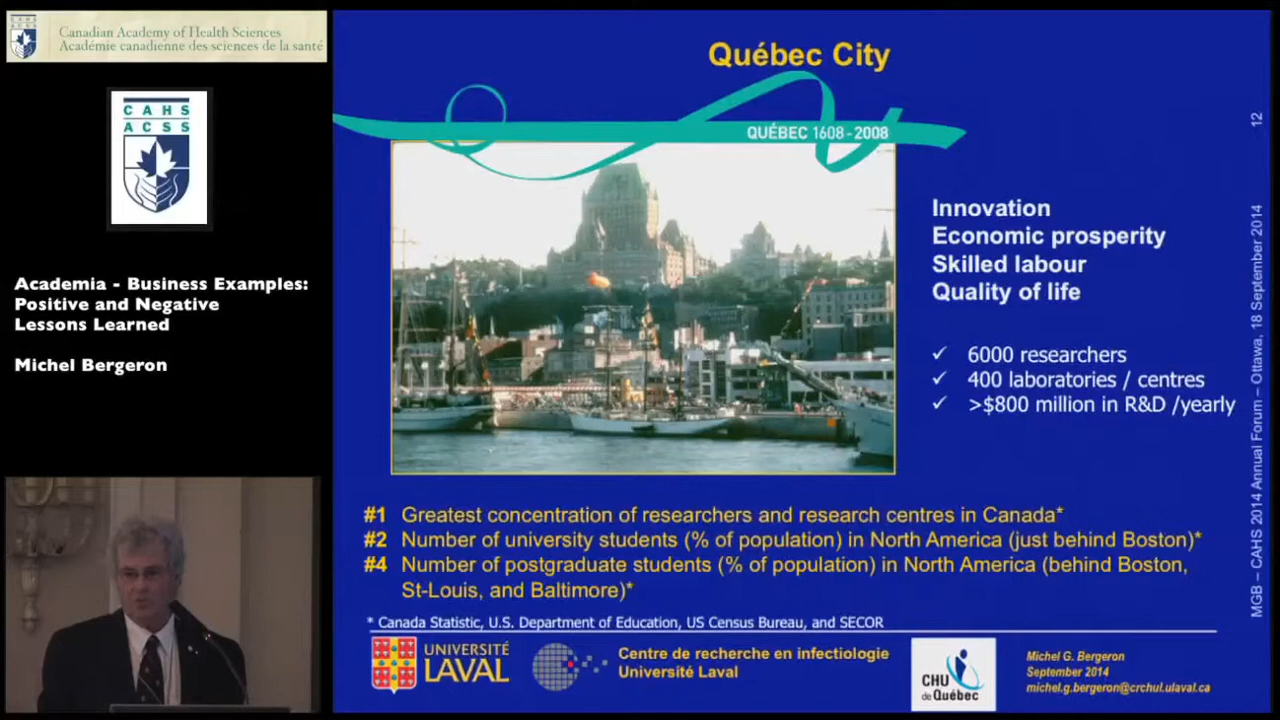 Canadian Academy of Health Sciences
Académie canadienne des sciences de la santé
CAHS
ACSS
CAHS
ACSS
Academia - Business Examples:
Positive and Negative
Lessons Learned
Michel Bergeron
Québec City
QUÉBEC 1608-2008
Innovation
Economic prosperity
Skilled labour
Quality of life
✓ 6000 researchers
✓ 400 laboratories / centres
✓ >$800 million in R&D /yearly
#1 Greatest concentration of researchers and research centres in Canada*
#2 Number of university students (% of population) in North America (just behind Boston)*
#4 Number of postgraduate students (% of population) in North America (behind Boston,
St-Louis, and Baltimore)*
* Canada Statistic, U.S. Department of Education, US Census Bureau, and SECOR
UNIVERSITÉ
LAVAL
Centre de recherche en infectiologie
Université Laval
CHU
de Québec
Michel G. Bergeron
September 2014
michel.g.bergeron@crchul.ulaval.ca
12
MGB – CAHS 2014 Annual Forum – Ottawa, 18 September 2014